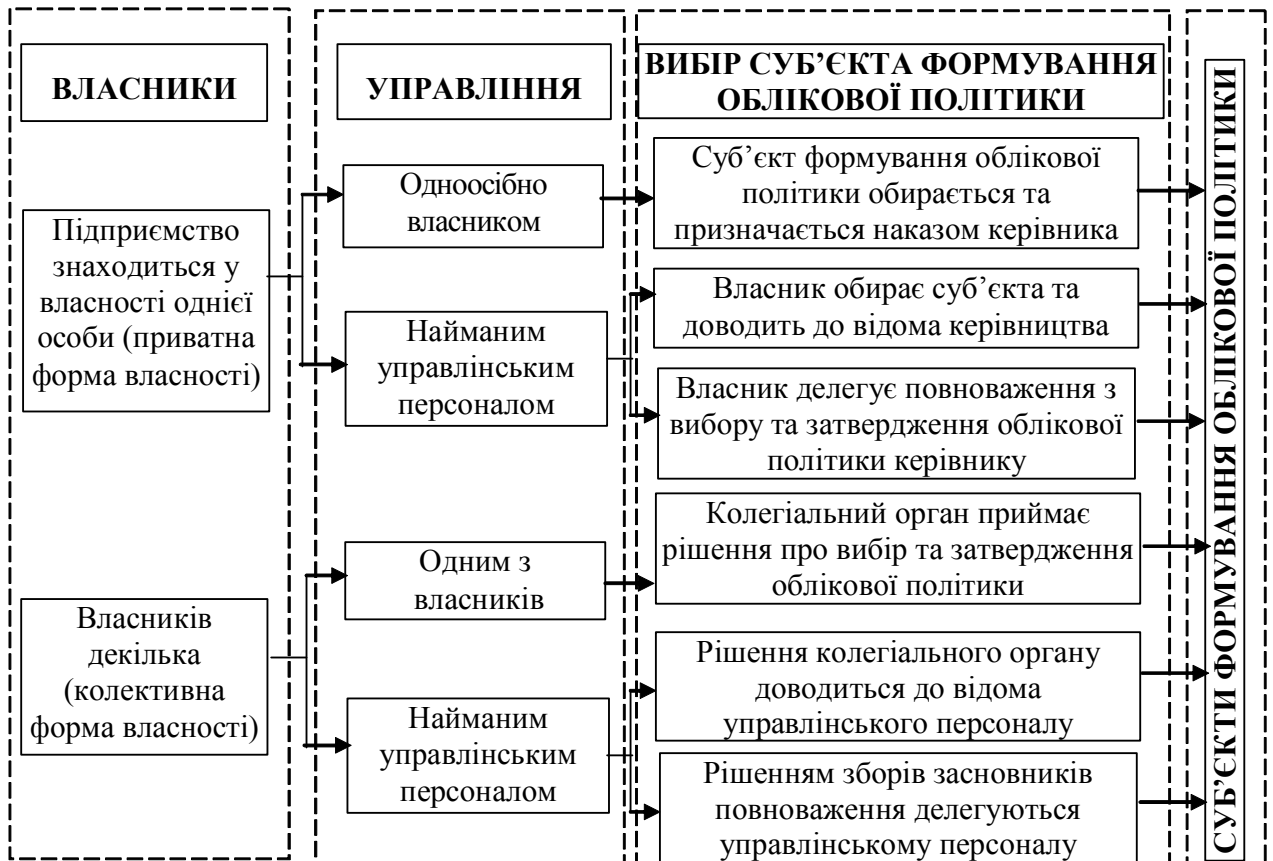 ВЛАСНИКИ
УПРАВЛІННЯ
ВИБІР СУБ’ЄКТА ФОРМУВАННЯ
ОБЛІКОВОЇ ПОЛІТИКИ
Підприємство
знаходиться у
власності однієї
особи (приватна
форма власності)
Одноосібно
власником
Найманим
управлінським
персоналом
Суб’єкт формування облікової
політики обирається та
призначається наказом керівника
Власник обирає суб’єкта та
доводить до відома керівництва
Власник делегує повноваження з
вибору та затвердження облікової
політики керівнику
Власників
декілька
(колективна
форма власності)
Одним з
власників
Найманим
управлінським
персоналом
Колегіальний орган приймає
рішення про вибір та затвердження
облікової політики
Рішення колегіального органу
доводиться до відома
управлінського персоналу
Рішенням зборів засновників
повноваження делегуються
управлінському персоналу
СУБ’ЄКТИ ФОРМУВАННЯ ОБЛІКОВОЇ ПОЛІТИКИ